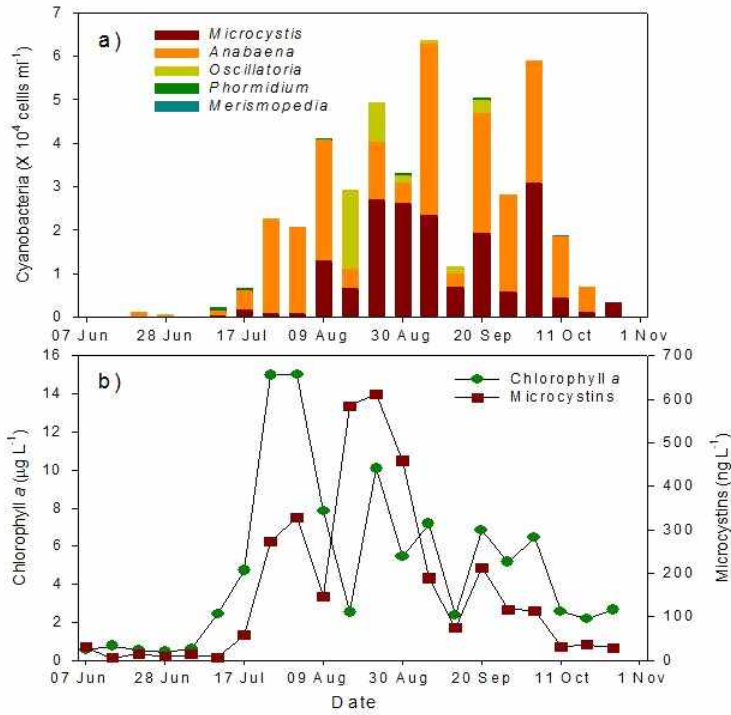 a)
Microcystis
Anabaena
Oscillatoria
Phormidium
Merismopedia
Cyanobacteria (X 10⁴ cellls ml⁻¹)
7
6
5
4
3
2
1
0
07 Jun 28 Jun 17 Jul 09 Aug 30 Aug 20 Sep 11 Oct 1 Nov
b)
Chlorophyll a
Microcystins
Chlorophyll a (µg L⁻¹)
16
14
12
10
8
6
4
2
0
Microcystins (ng L⁻¹)
700
600
500
400
300
200
100
0
07 Jun 28 Jun 17 Jul 09 Aug 30 Aug 20 Sep 11 Oct 1 Nov
Date